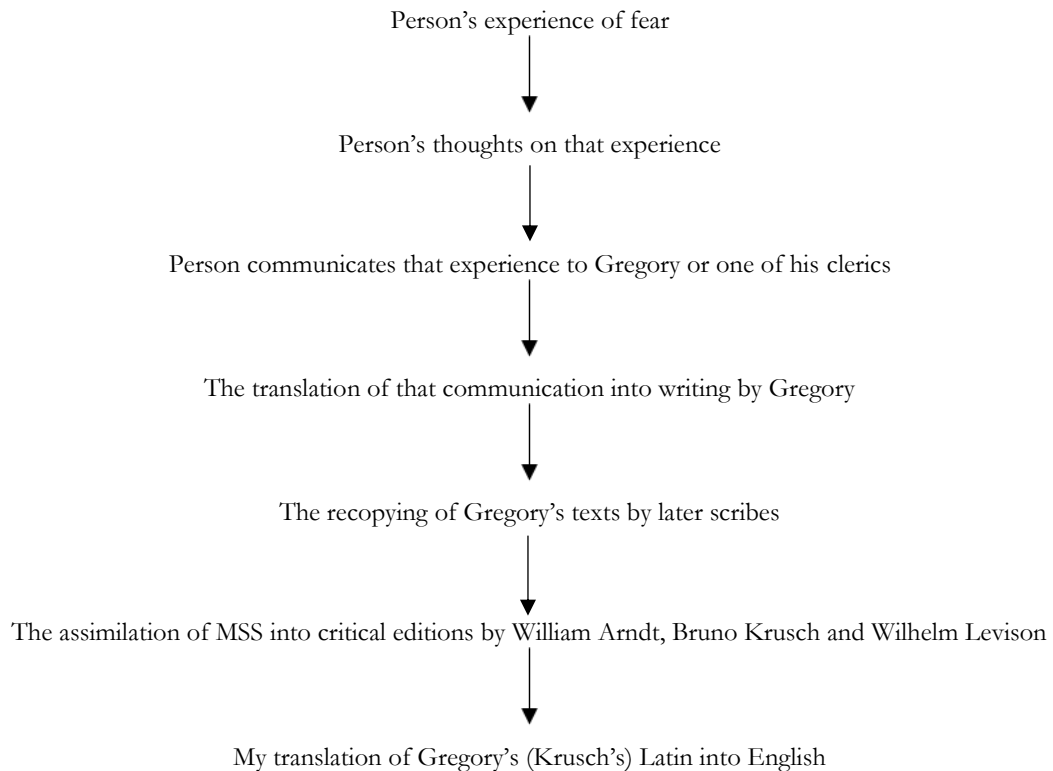 Person’s experience of fear
Person’s thoughts on that experience
Person communicates that experience to Gregory or one of his clerics
The translation of that communication into writing by Gregory
The recopying of Gregory’s texts by later scribes
The assimilation of MSS into critical editions by William Arndt, Bruno Krusch and Wilhelm Levison
My translation of Gregory’s (Krusch’s) Latin into English